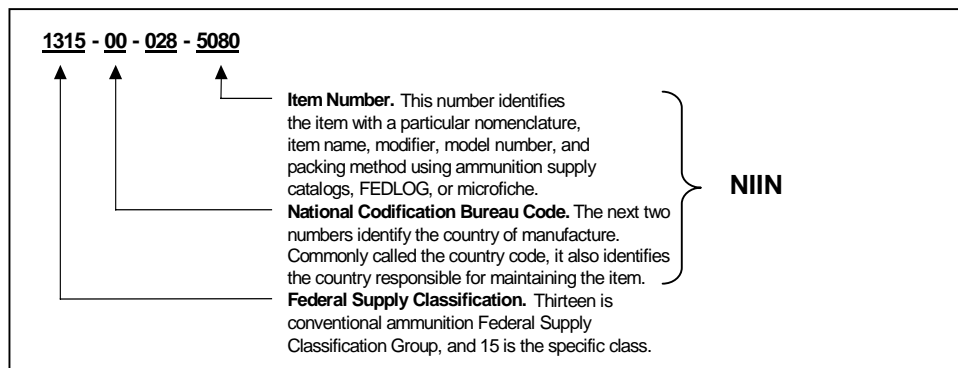 1315 - 00 - 028 - 5080
Item Number. This number identifies
the item with a particular nomenclature,
item name, modifier, model number, and
packing method using ammunition supply
catalogs, FEDLOG, or microfiche.
NIIN
National Codification Bureau Code. The next two
numbers identify the country of manufacture.
Commonly called the country code, it also identifies
the country responsible for maintaining the item.
Federal Supply Classification. Thirteen is
conventional ammunition Federal Supply
Classification Group, and 15 is the specific class.